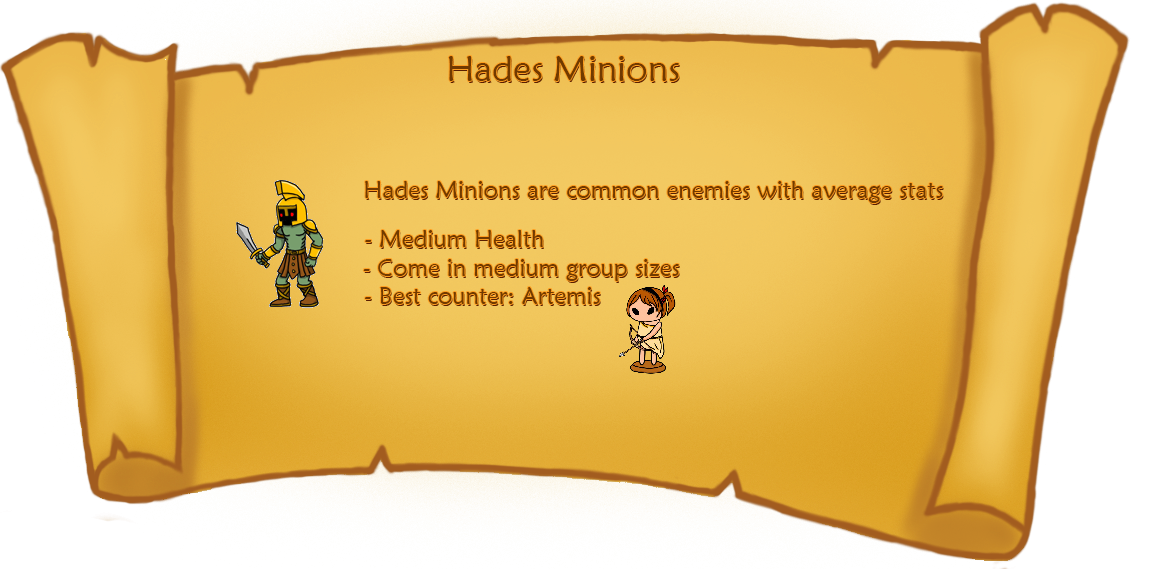 Hades Minions
Hades Minions are common enemies with average stats
- Medium Health
- Come in medium group sizes
- Best counter: Artemis